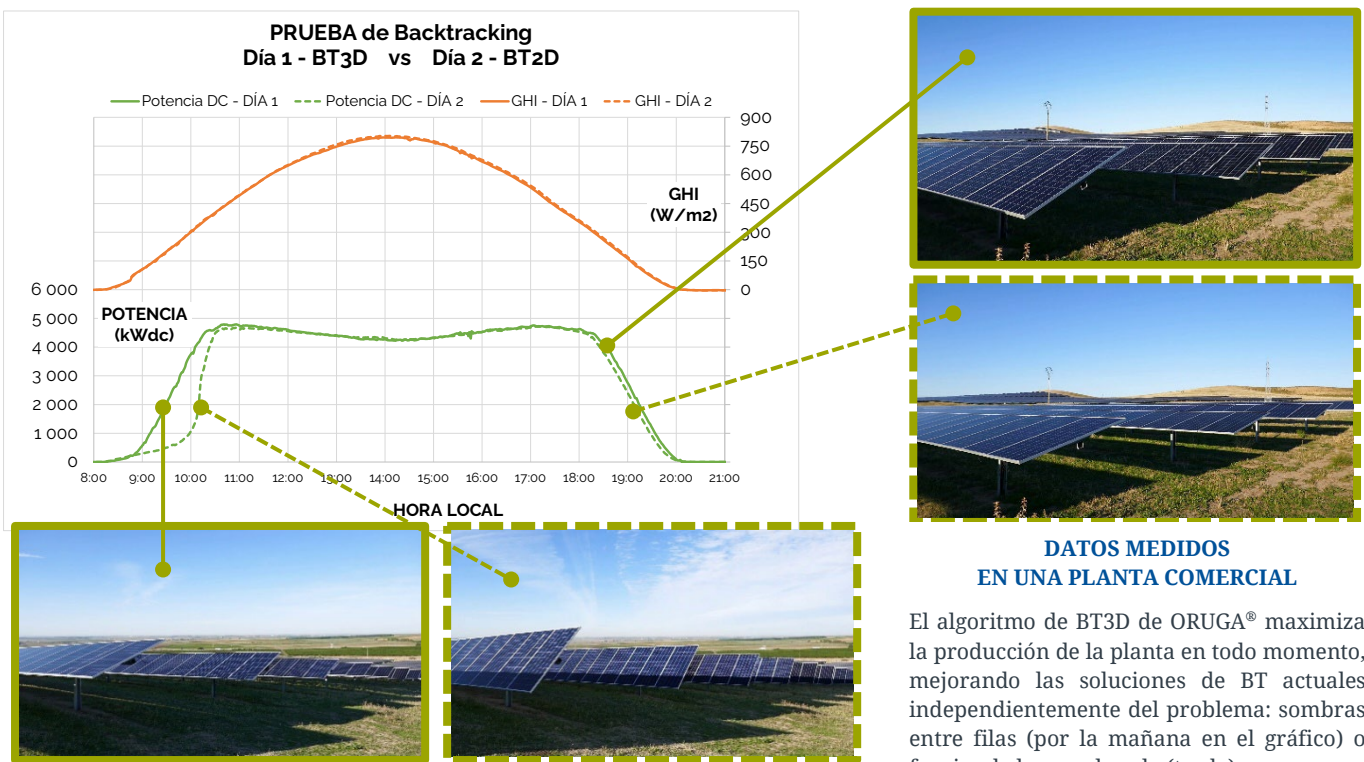 PRUEBA de Backtracking
Día 1 - BT3D vs Día 2 - BT2D
Potencia DC - DÍA 1 Potencia DC - DÍA 2 GHI - DÍA 1 GHI - DÍA 2
900
750
600
450
300
150
0
GHI
(W/m2)
6 000
5 000
4 000
3 000
2 000
1 000
0
POTENCIA
(kWdc)
8:00 9:00 10:00 11:00 12:00 13:00 14:00 15:00 16:00 17:00 18:00 19:00 20:00 21:00
HORA LOCAL
DATOS MEDIDOS
EN UNA PLANTA COMERCIAL
El algoritmo de BT3D de ORUGA® maximiza
la producción de la planta en todo momento,
mejorando las soluciones de BT actuales
independientemente del problema: sombras
entre filas (por la mañana en el gráfico) o